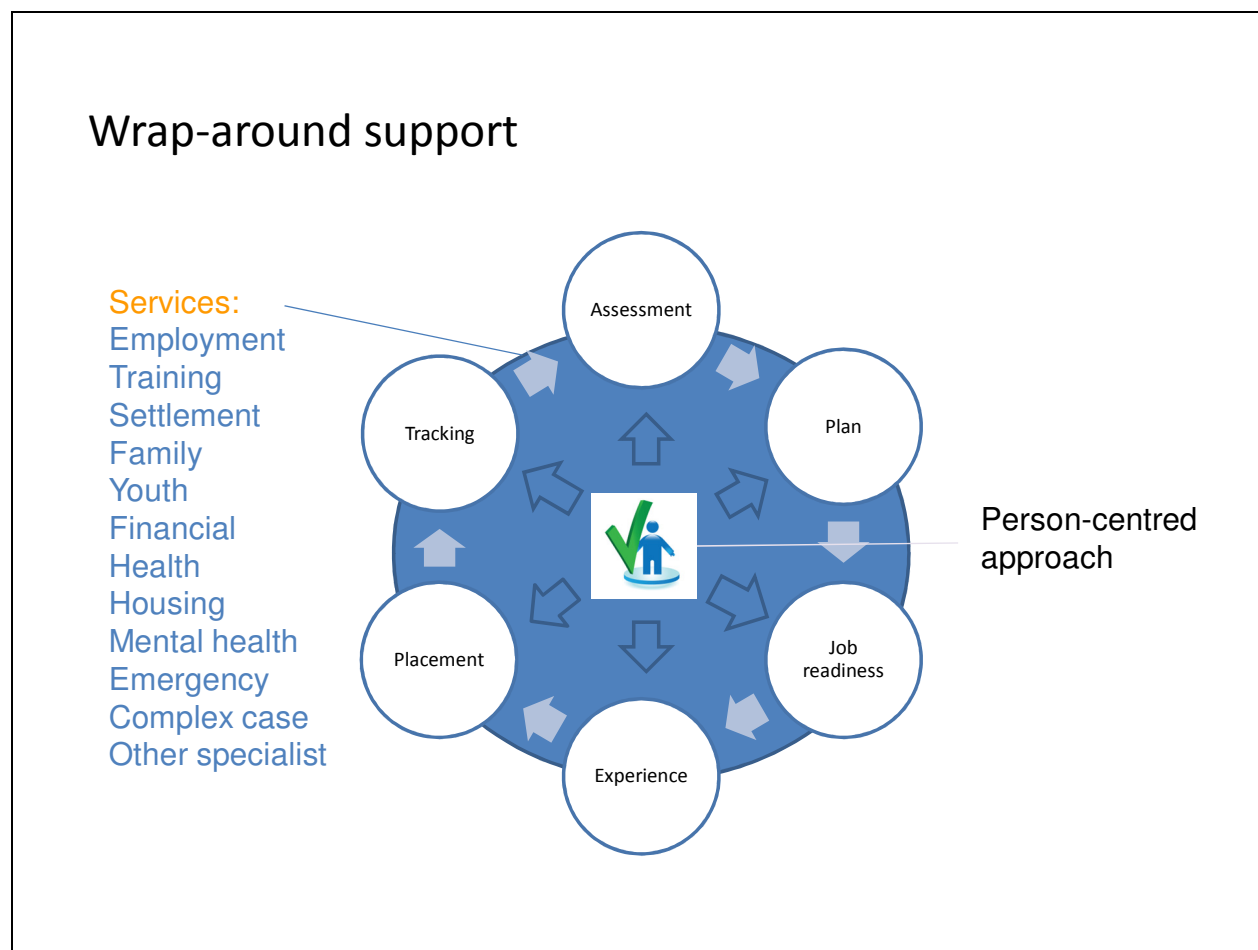 Wrap-around support
Services:
Employment
Training
Settlement
Family
Youth
Financial
Health
Housing
Mental health
Emergency
Complex case
Other specialist
Assessment
Plan
Job
readiness
Experience
Placement
Tracking
Person-centred
approach